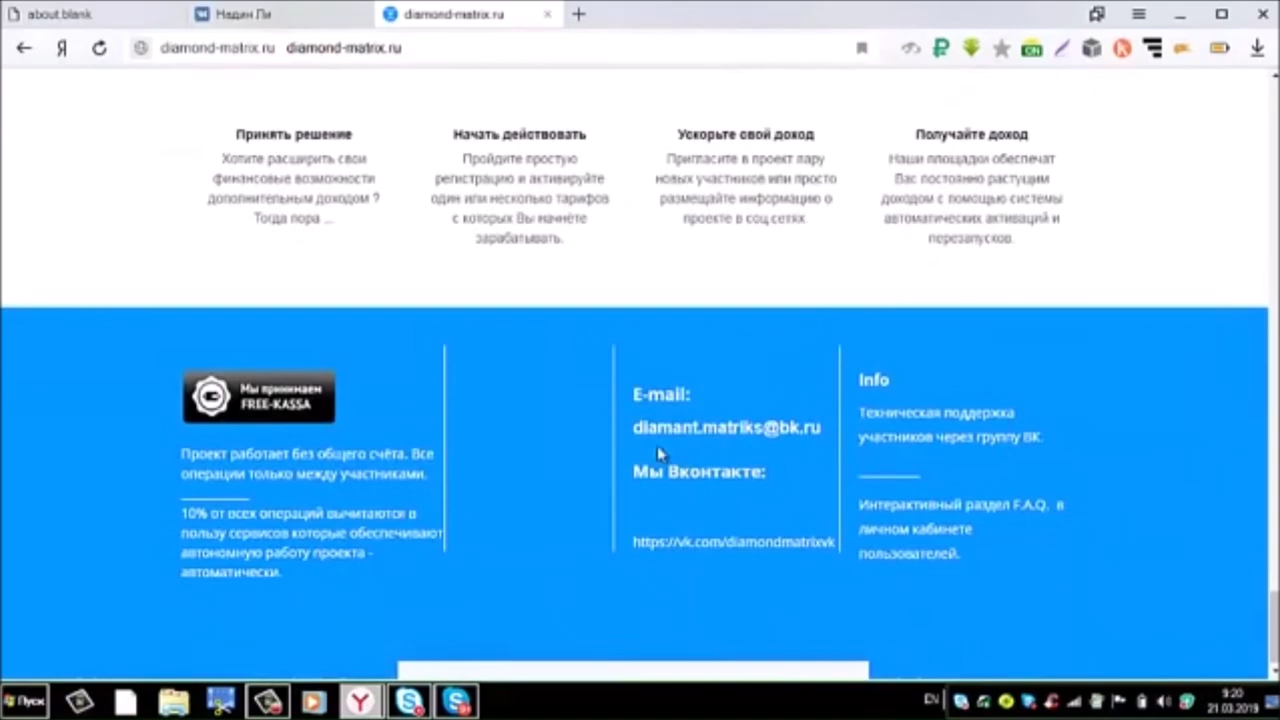 about:blank
Надин Ли
diamond-matrix.ru
diamond-matrix.ru diamond-matrix.ru
ON
Принять решение
Хотите расширить свои
финансовые возможности
дополнительным доходом ?
Тогда пора ...
Начать действовать
Пройдите простую
регистрацию и активируйте
один или несколько тарифов
с которых Вы начнёте
зарабатывать.
Ускорьте свой доход
Пригласите в проект пару
новых участников или просто
размещайте информацию о
проекте в соц.сетях.
Получайте доход
Наши площадки обеспечат
Вас постоянно растущим
доходом с помощью системы
автоматических активаций и
перезапусков.
Мы принимаем
FREE-KASSA
Проект работает без общего счёта. Все
операции только между участниками.
10% от всех операций вычитаются в
пользу сервисов которые обеспечивают
автономную работу проекта -
автоматически.
E-mail:
diamant.matriks@bk.ru
Мы Вконтакте:
https://vk.com/diamondmatrixvk
Info
Техническая поддержка
участников через группу ВК.
Интерактивный раздел F.A.Q. в
личном кабинете
пользователей.
Пуск
EN
9:20
21.03.2019